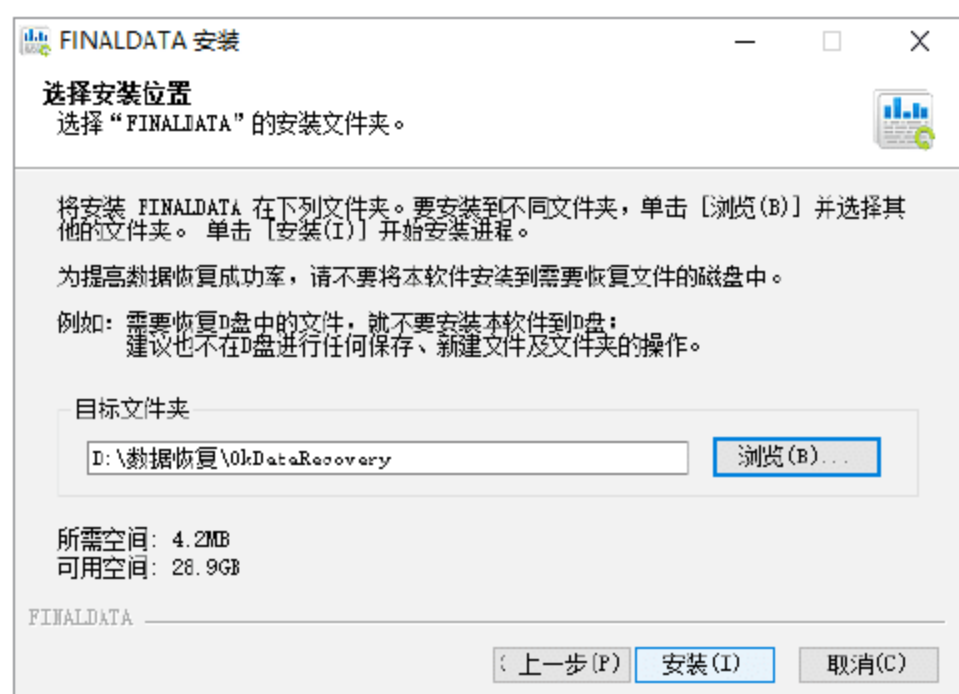 FINALDATA 安装
选择安装位置
选择“FINALDATA”的安装文件夹。
将安装 FINALDATA 在下列文件夹。要安装到不同文件夹，单击 [浏览(B)] 并选择其
他的文件夹。 单击 [安装(I)] 开始安装进程。
为提高数据恢复成功率，请不要将本软件安装到需要恢复文件的磁盘中。
例如：需要恢复D盘中的文件，就不要安装本软件到D盘；
建议也不在D盘进行任何保存、新建文件及文件夹的操作。
目标文件夹
D:\数据恢复\OkDataRecovery
浏览(B)...
所需空间: 4.2MB
可用空间: 28.9GB
FINALDATA
< 上一步(P) 安装(I) 取消(C)